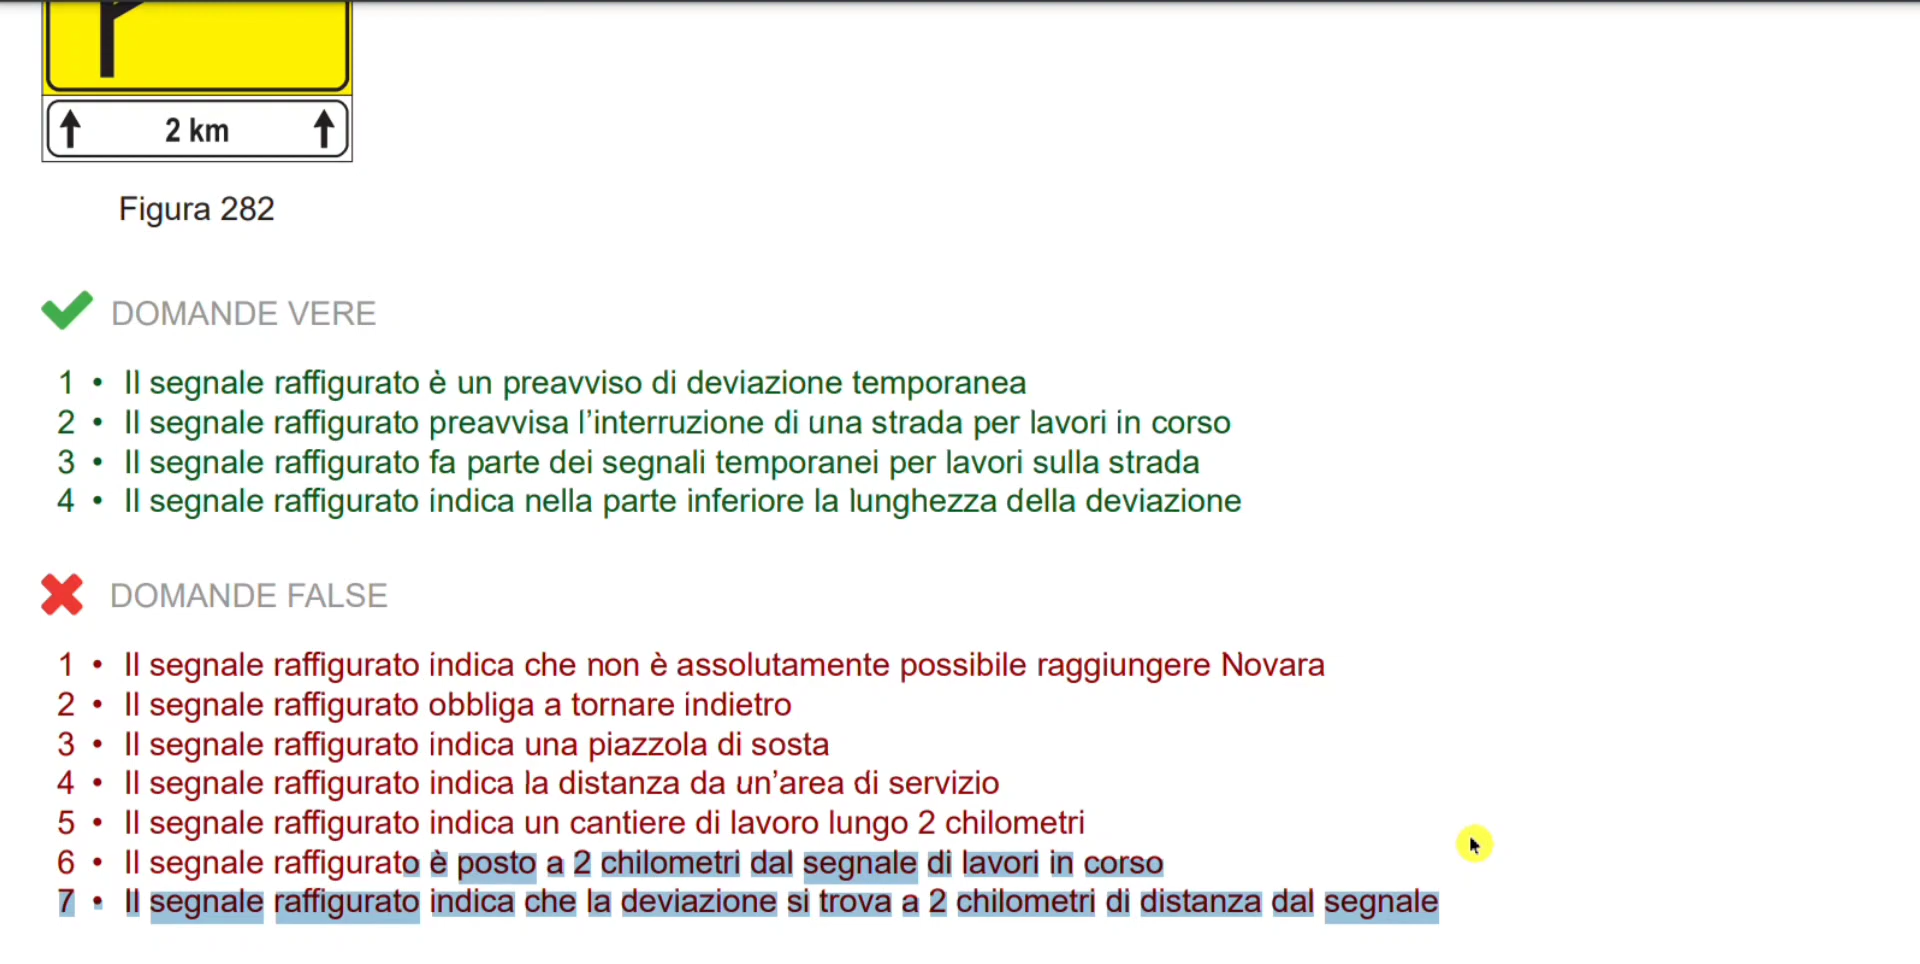 2 km
Figura 282
DOMANDE VERE
1 • Il segnale raffigurato è un preavviso di deviazione temporanea
2 • Il segnale raffigurato preavvisa l’interruzione di una strada per lavori in corso
3 • Il segnale raffigurato fa parte dei segnali temporanei per lavori sulla strada
4 • Il segnale raffigurato indica nella parte inferiore la lunghezza della deviazione
DOMANDE FALSE
1 • Il segnale raffigurato indica che non è assolutamente possibile raggiungere Novara
2 • Il segnale raffigurato obbliga a tornare indietro
3 • Il segnale raffigurato indica una piazzola di sosta
4 • Il segnale raffigurato indica la distanza da un’area di servizio
5 • Il segnale raffigurato indica un cantiere di lavoro lungo 2 chilometri
6 • Il segnale raffigurato è posto a 2 chilometri dal segnale di lavori in corso
7 • Il segnale raffigurato indica che la deviazione si trova a 2 chilometri di distanza dal segnale